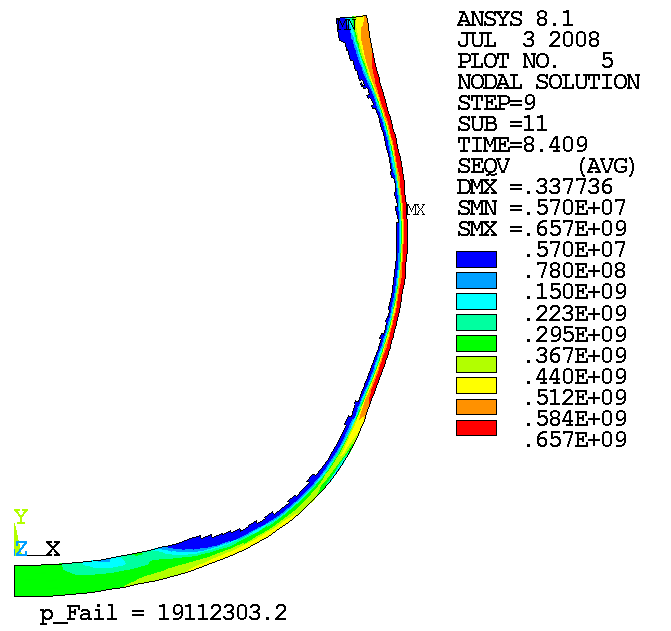 MN
ANSYS 8.1
JUL  3 2008
PLOT NO.   5
NODAL SOLUTION
STEP=9
SUB =11
TIME=8.409
SEQV     (AVG)
DMX =.337736
SMN =.570E+07
SMX =.657E+09
MX
.570E+07
.780E+08
.150E+09
.223E+09
.295E+09
.367E+09
.440E+09
.512E+09
.584E+09
.657E+09
Y
Z X
p_Fail = 19112303.2